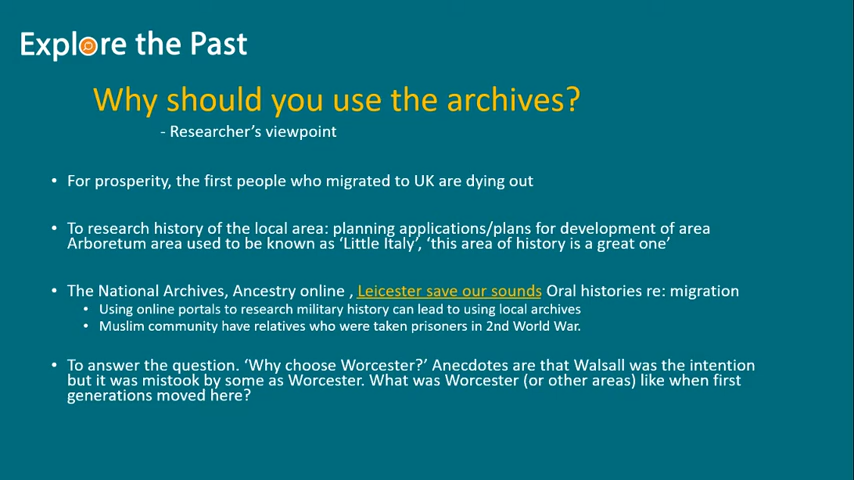 Explore the Past
Why should you use the archives?
- Researcher's viewpoint
• For prosperity, the first people who migrated to UK are dying out
• To research history of the local area: planning applications/plans for development of area
Arboretum area used to be known as 'Little Italy', 'this area of history is a great one'
• The National Archives, Ancestry online , Leicester save our sounds Oral histories re: migration
• Using online portals to research military history can lead to using local archives
• Muslim community have relatives who were taken prisoners in 2nd World War.
• To answer the question. 'Why choose Worcester?' Anecdotes are that Walsall was the intention
but it was mistook by some as Worcester. What was Worcester (or other areas) like when first
generations moved here?